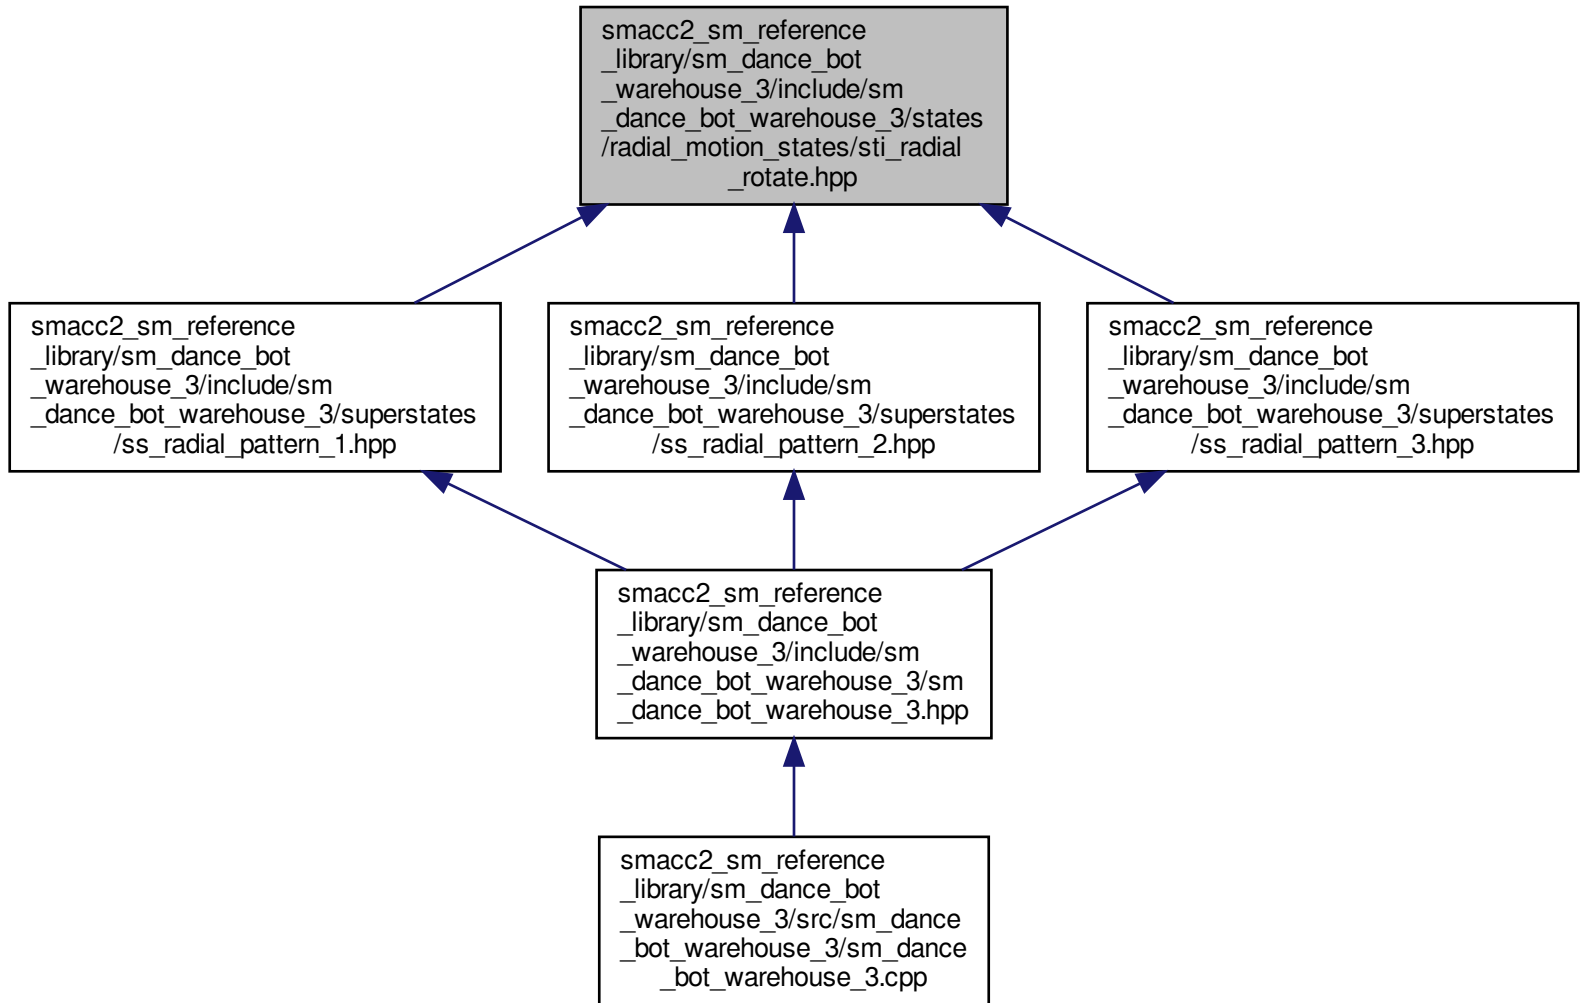 smacc2_sm_reference
_library/sm_dance_bot
_warehouse_3/include/sm
_dance_bot_warehouse_3/states
/radial_motion_states/sti_radial
_rotate.hpp
smacc2_sm_reference
_library/sm_dance_bot
_warehouse_3/include/sm
_dance_bot_warehouse_3/superstates
/ss_radial_pattern_1.hpp
smacc2_sm_reference
_library/sm_dance_bot
_warehouse_3/include/sm
_dance_bot_warehouse_3/superstates
/ss_radial_pattern_2.hpp
smacc2_sm_reference
_library/sm_dance_bot
_warehouse_3/include/sm
_dance_bot_warehouse_3/superstates
/ss_radial_pattern_3.hpp
smacc2_sm_reference
_library/sm_dance_bot
_warehouse_3/include/sm
_dance_bot_warehouse_3/sm
_dance_bot_warehouse_3.hpp
smacc2_sm_reference
_library/sm_dance_bot
_warehouse_3/src/sm_dance
_bot_warehouse_3/sm_dance
_bot_warehouse_3.cpp